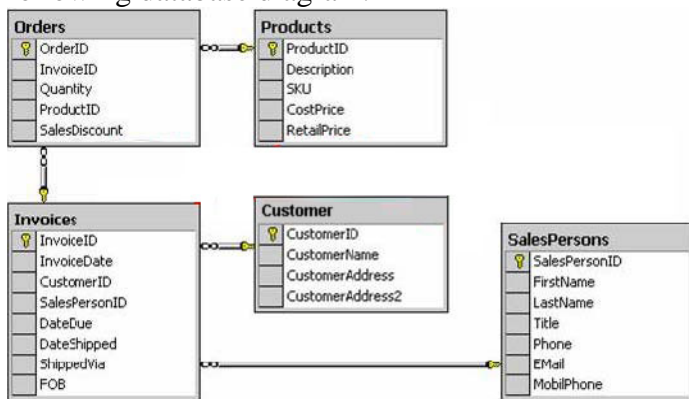 following database diagram:
Orders
OrderID
InvoiceID
Quantity
ProductID
SalesDiscount
Products
ProductID
Description
SKU
CostPrice
RetailPrice
Invoices
InvoiceID
InvoiceDate
CustomerID
SalesPersonID
DateDue
DateShipped
ShippedVia
FOB
Customer
CustomerID
CustomerName
CustomerAddress
CustomerAddress2
SalesPersons
SalesPersonID
FirstName
LastName
Title
Phone
EMail
MobilPhone